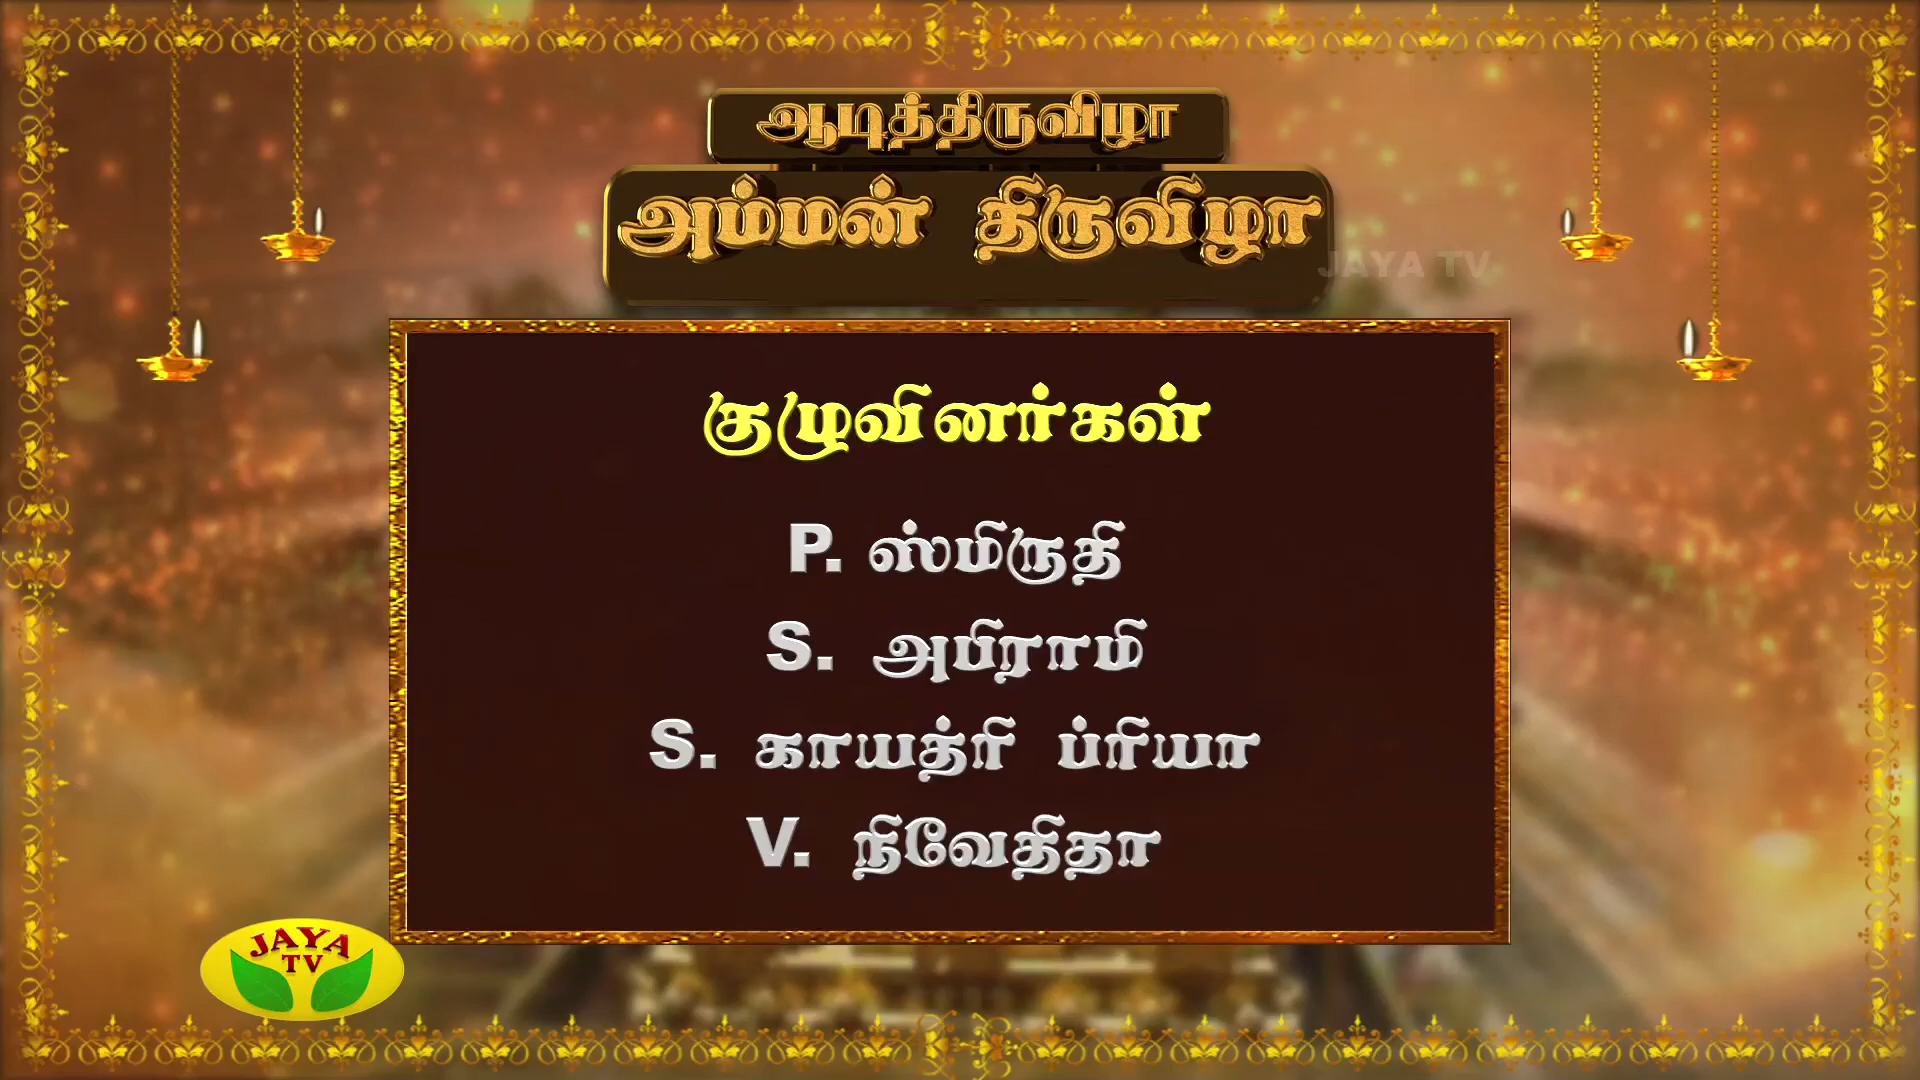 ஆடித்திருவிழா
அம்மன் திருவிழா
JAYA TV
குழுவினர்கள்
P. ஸ்மிருதி
S. அபிராமி
S. காயத்ரி ப்ரியா
V. நிவேதிதா
JAYA
TV